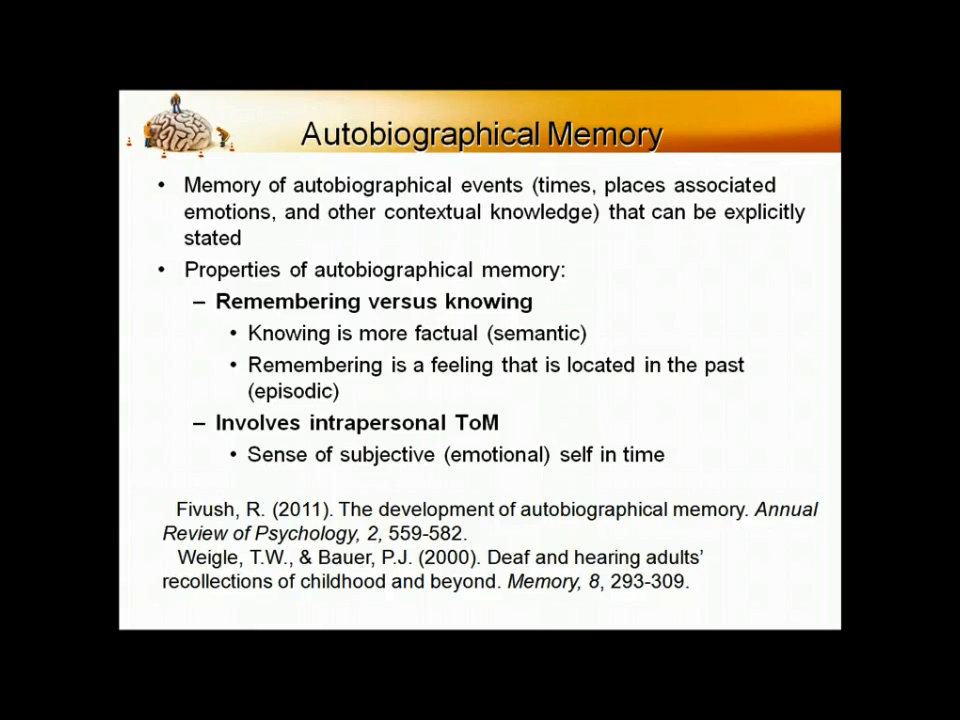 Autobiographical Memory
• Memory of autobiographical events (times, places associated
emotions, and other contextual knowledge) that can be explicitly
stated
• Properties of autobiographical memory:
– Remembering versus knowing
• Knowing is more factual (semantic)
• Remembering is a feeling that is located in the past
(episodic)
– Involves intrapersonal ToM
• Sense of subjective (emotional) self in time
Fivush, R. (2011). The development of autobiographical memory. Annual
Review of Psychology, 2, 559-582.
Weigle, T.W., & Bauer, P.J. (2000). Deaf and hearing adults'
recollections of childhood and beyond. Memory, 8, 293-309.